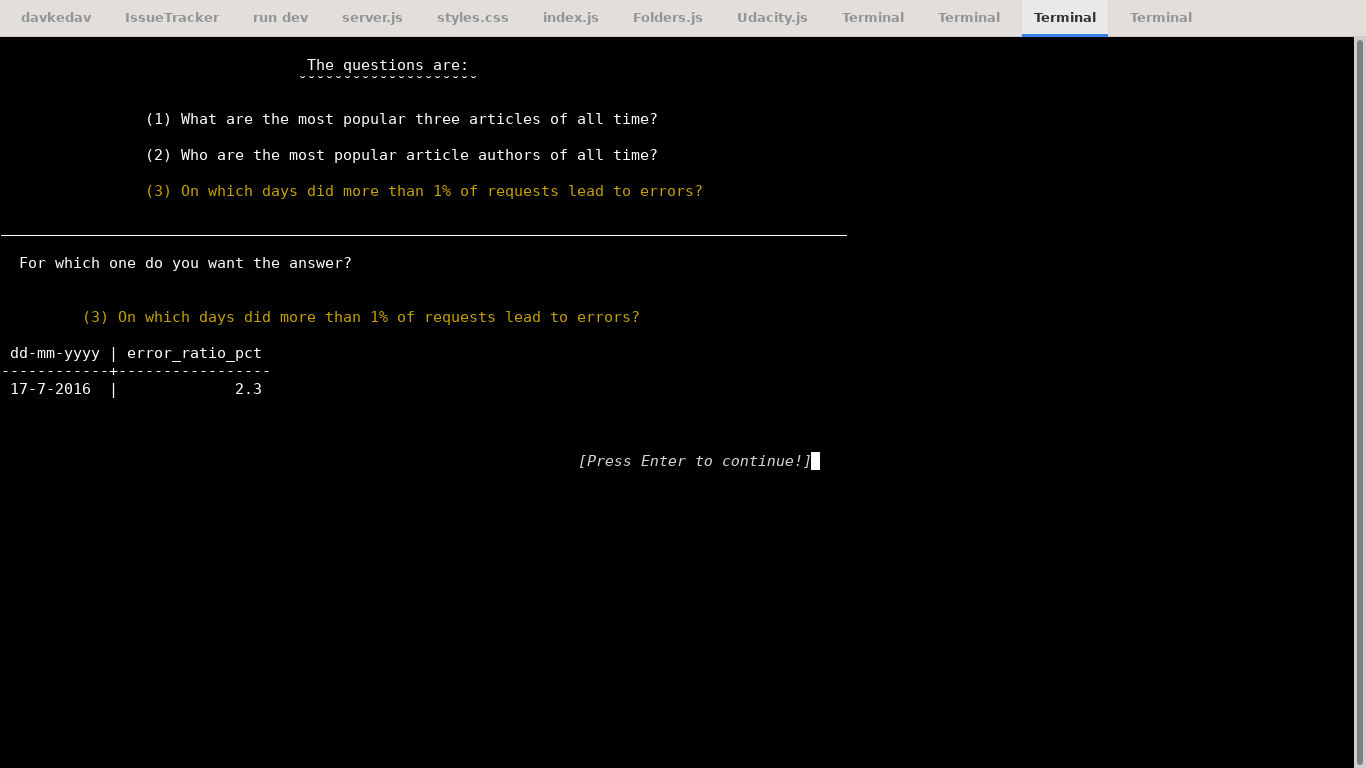 davkedav IssueTracker run dev server.js styles.css index.js Folders.js Udacity.js Terminal Terminal Terminal Terminal
The questions are:
(1) What are the most popular three articles of all time?
(2) Who are the most popular article authors of all time?
(3) On which days did more than 1% of requests lead to errors?
For which one do you want the answer?
(3) On which days did more than 1% of requests lead to errors?
dd-mm-yyyy | error_ratio_pct
------------+-----------------
17-7-2016 | 2.3
[Press Enter to continue!]